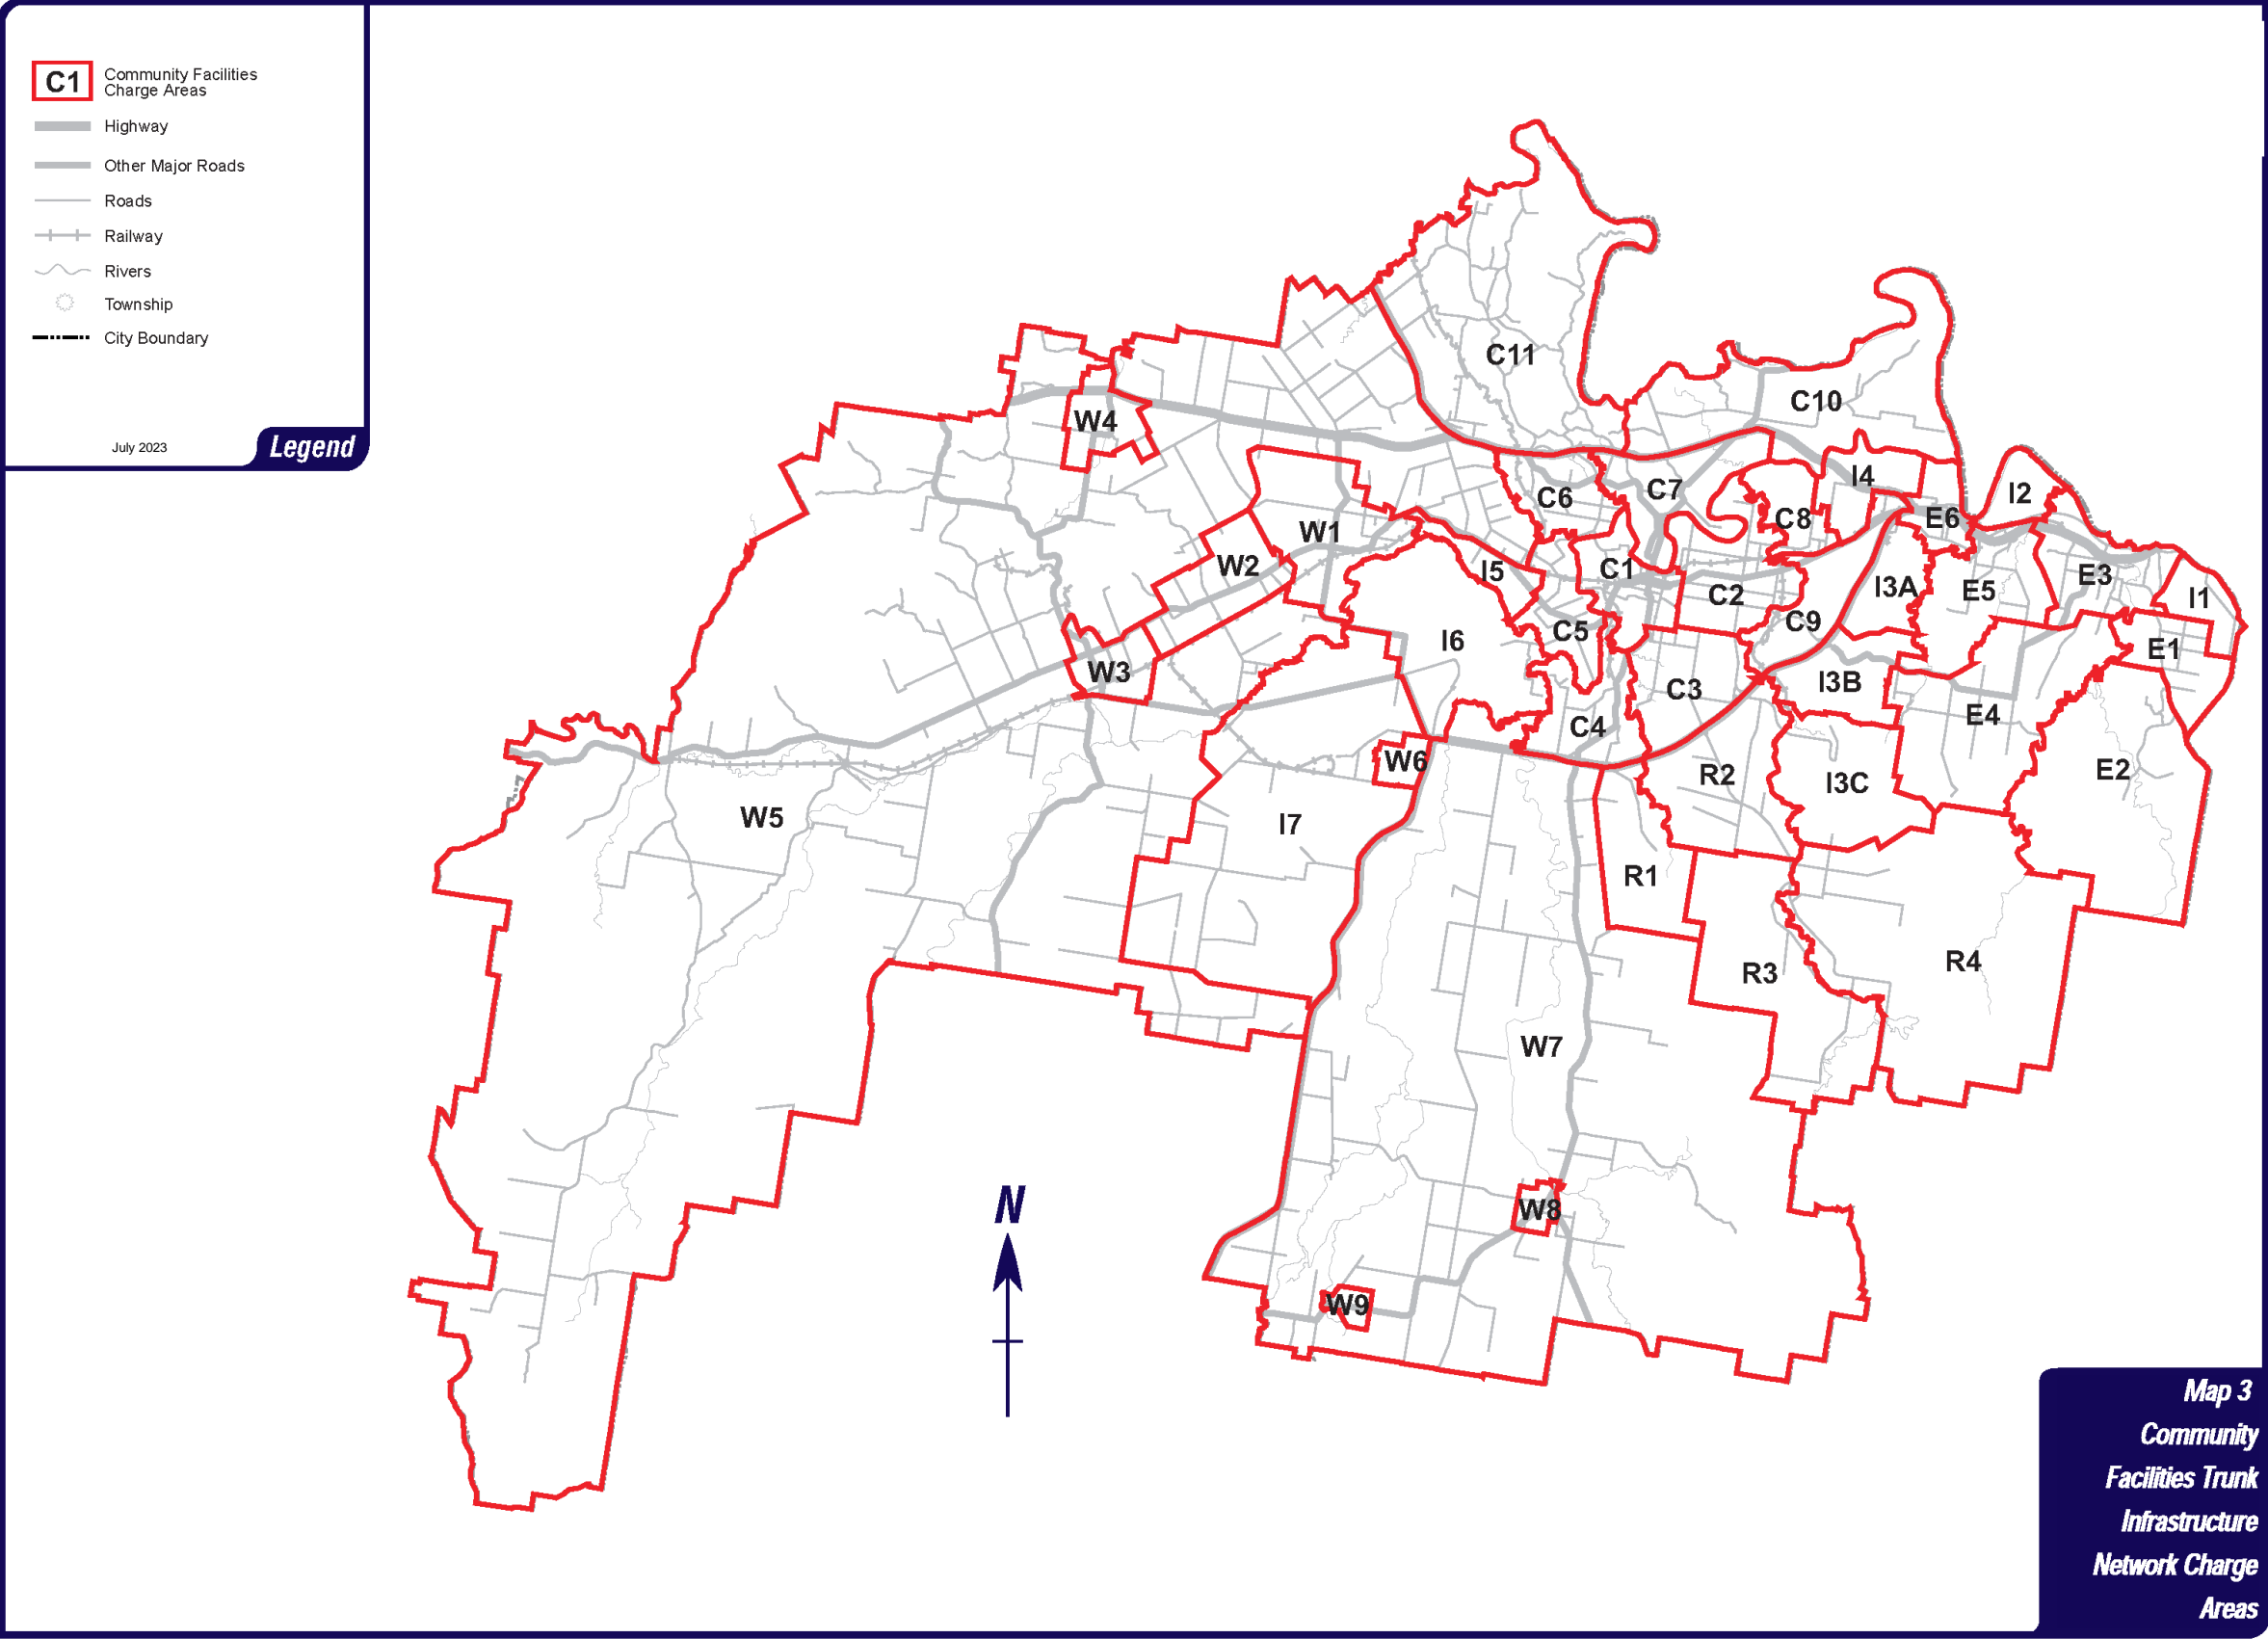 C1
Community Facilities
Charge Areas
Highway
Other Major Roads
Roads
Railway
Rivers
Township
City Boundary
July 2023
Legend
C11
C10
W4
I4
C6
C7
I2
C8
E6
W1
W2
I5
C1
I3A
E5
E3
C2
I1
C9
C5
I6
E1
W3
I3B
C3
E4
C4
W6
R2
I3C
E2
W5
I7
R1
R4
R3
W7
N
W8
W9
Map 3
Community
Facilities Trunk
Infrastructure
Network Charge
Areas